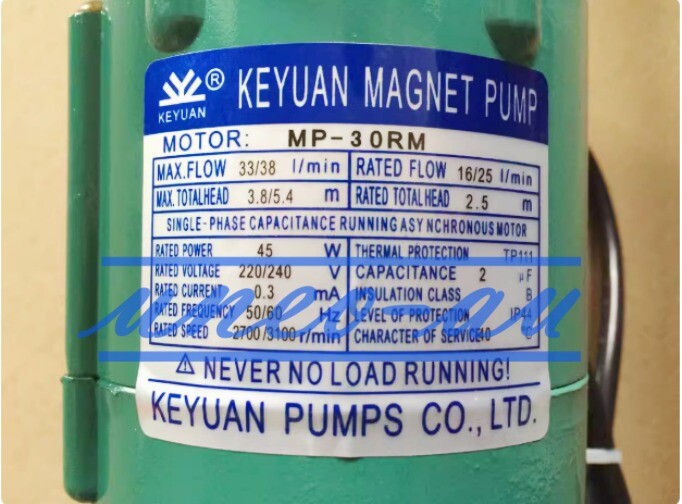 KEYUAN ® KEYUAN MAGNET PUMP
MOTOR: MP-30RM
MAX.FLOW 33/38 l/min RATED FLOW 16/25 l/min
MAX.TOTALHEAD 3.8/5.4 m RATED TOTALHEAD 2.5 m
SINGLE-PHASE CAPACITANCE RUNNING ASYNCHRONOUS MOTOR
RATED POWER 45 W THERMAL PROTECTION TP111
RATED VOLTAGE 220/240 V CAPACITANCE 2 μF
RATED CURRENT 0.3 mA INSULATION CLASS B
RATED FREQUENCY 50/60 Hz LEVEL OF PROTECTION IP44
RATED SPEED 2700/3100 r/min CHARACTER OF SERVICE 40
⚠ NEVER NO LOAD RUNNING!
KEYUAN PUMPS CO., LTD.